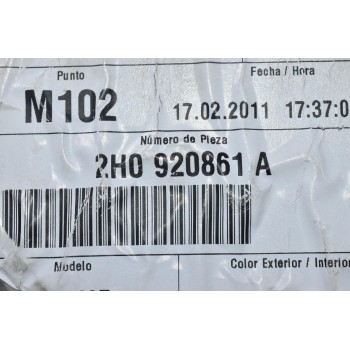 Punto Fecha / Hora
M102 17.02.2011 17:37:0
Número de Pieza
2H0 920861 A
Modelo Color Exterior / Interior